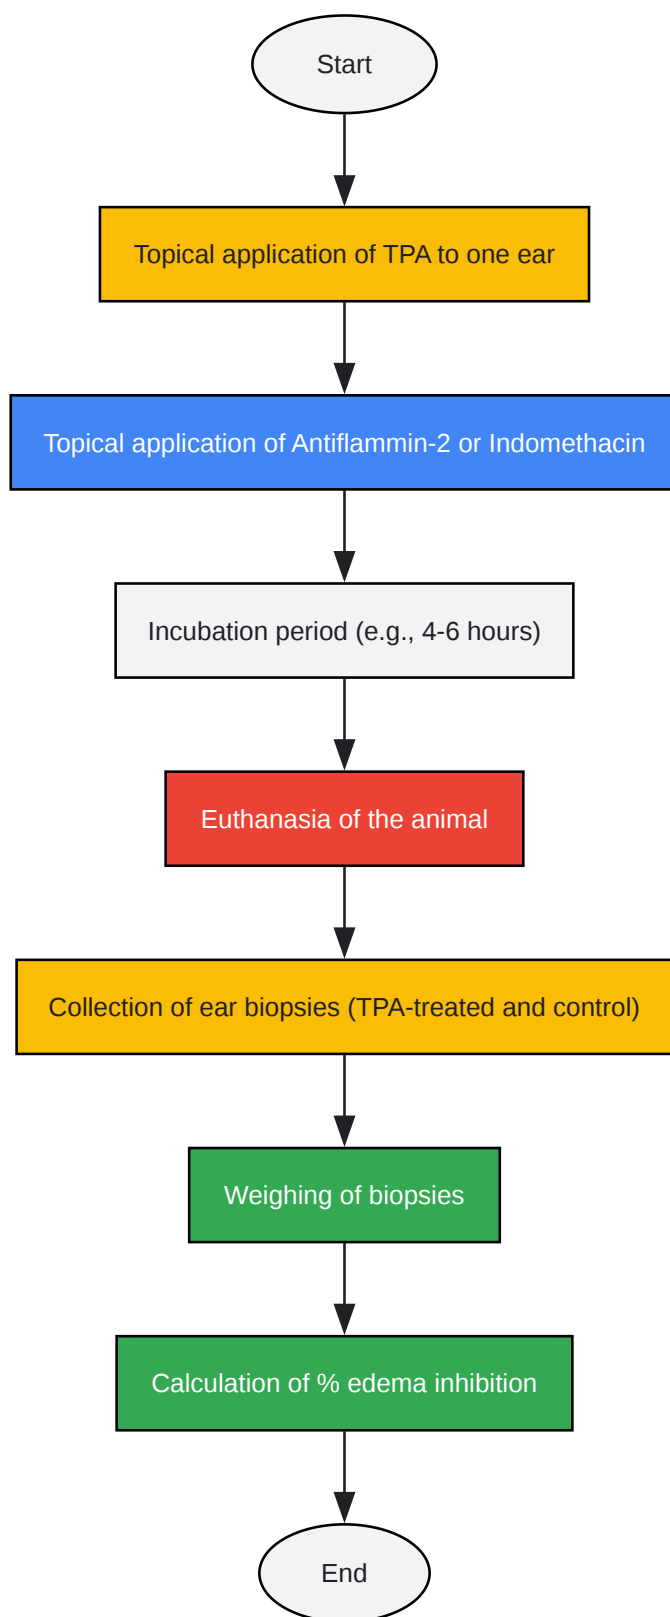 Start
Topical application of TPA to one ear
Topical application of Antiflammin-2 or Indomethacin
Incubation period (e.g., 4-6 hours)
Euthanasia of the animal
Collection of ear biopsies (TPA-treated and control)
Weighing of biopsies
Calculation of % edema inhibition
End